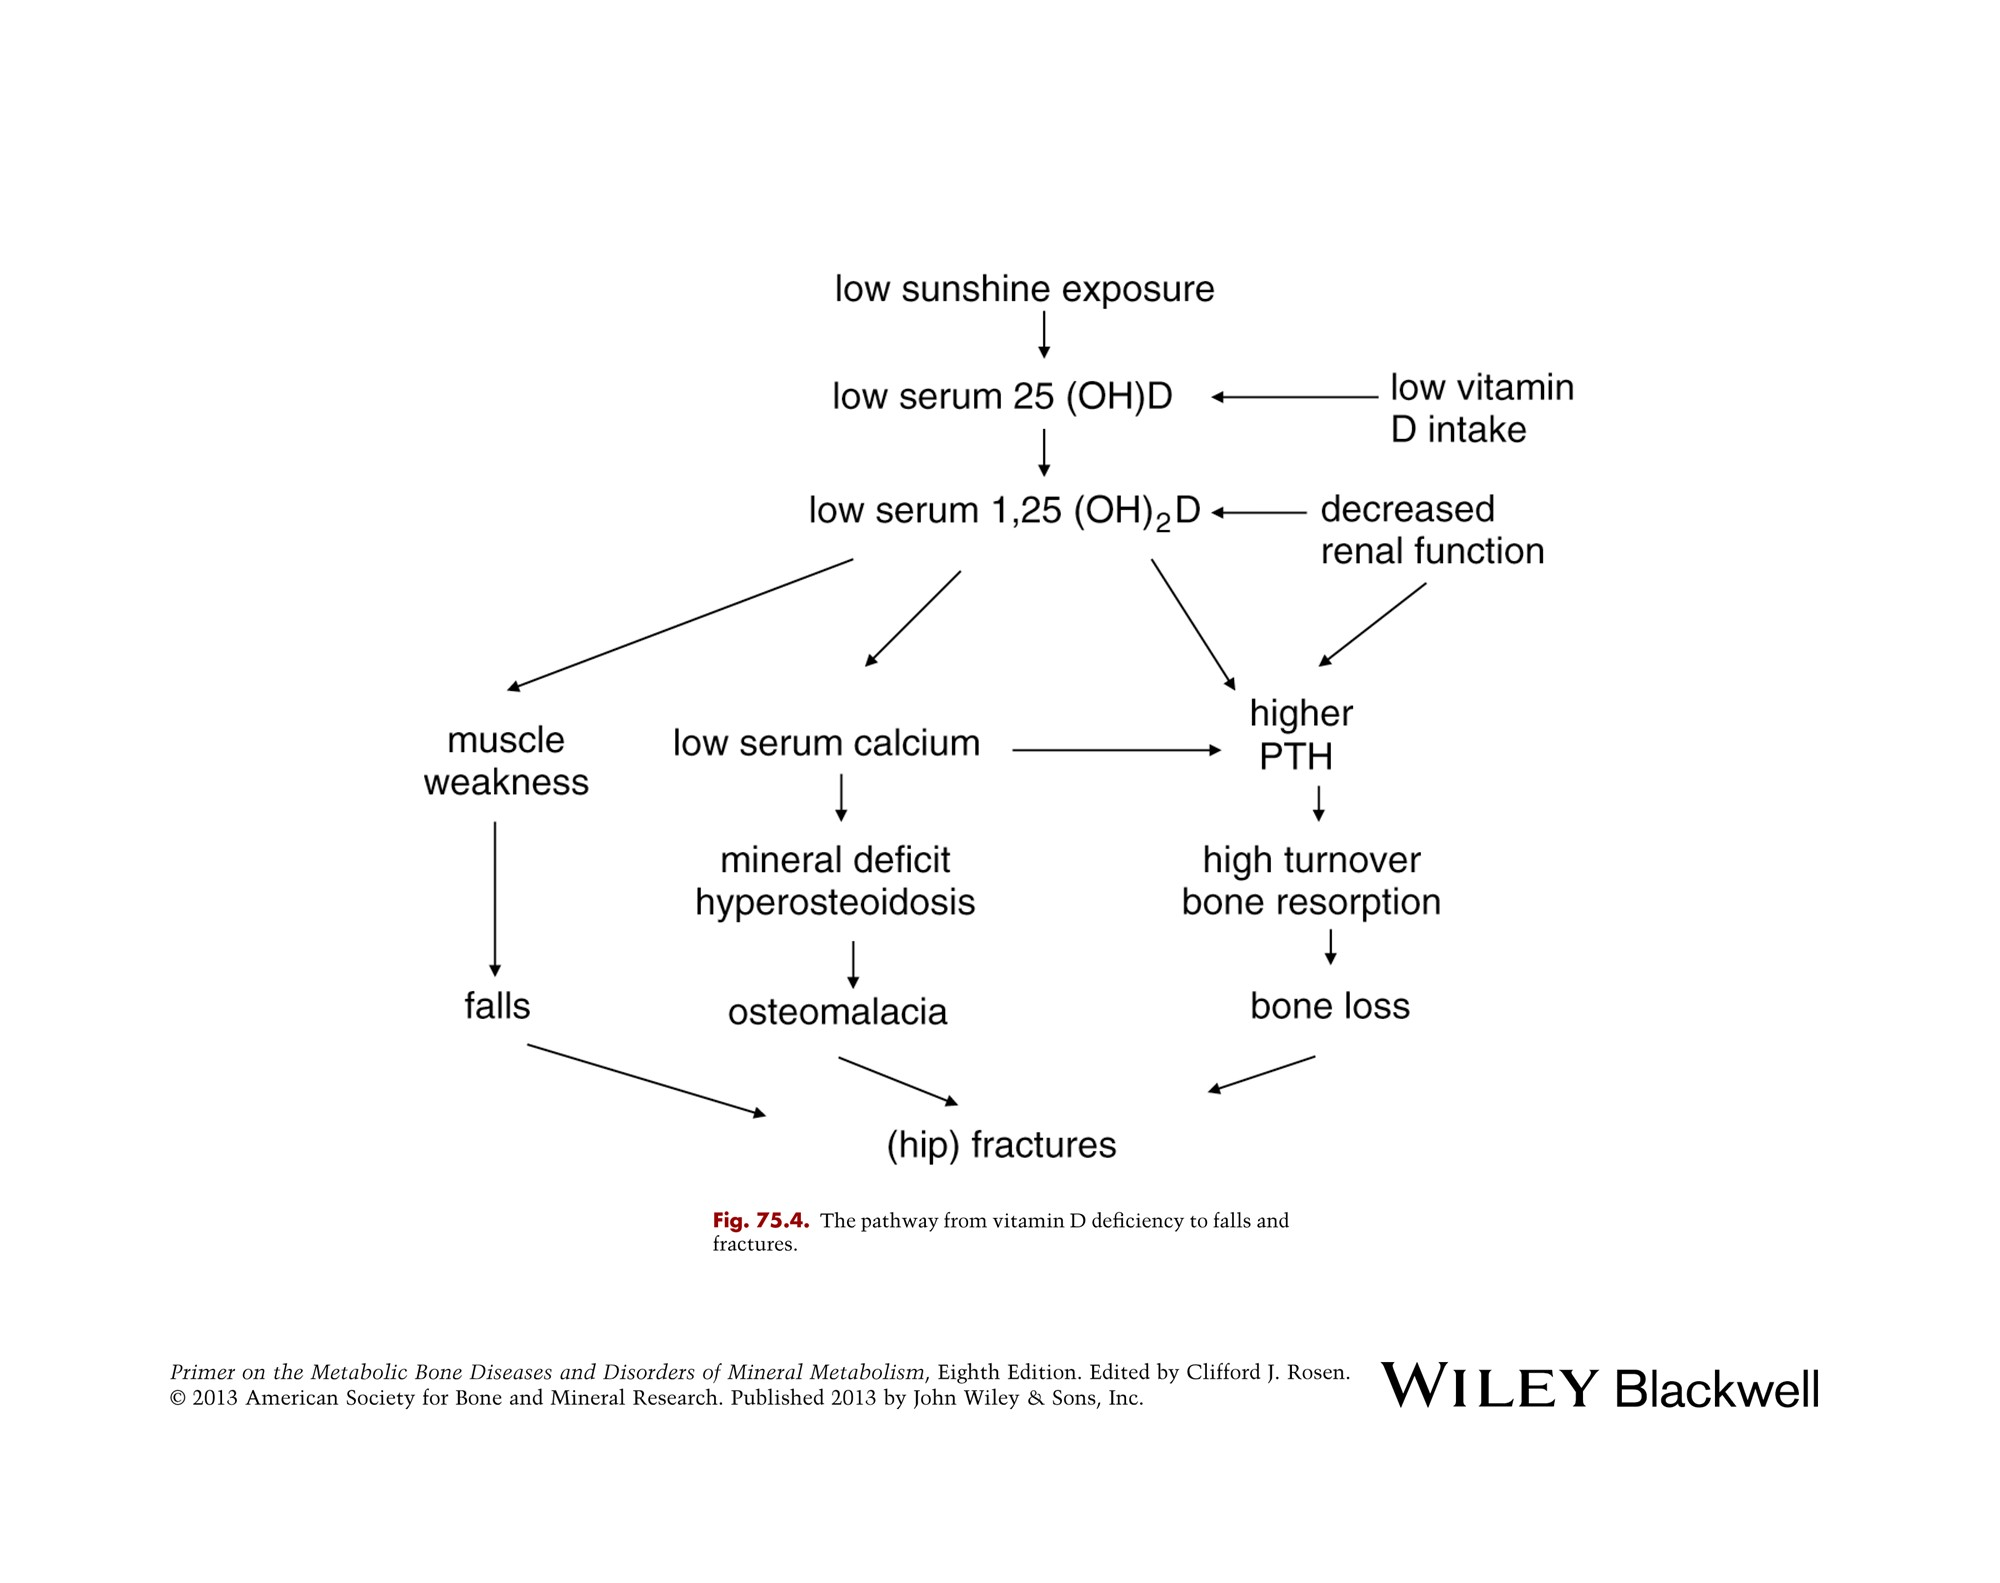 low sunshine exposure
low serum 25 (OH)D
low vitamin
D intake
low serum 1,25 (OH)₂D
decreased
renal function
muscle
weakness
low serum calcium
higher
PTH
mineral deficit
hyperosteoidosis
high turnover
bone resorption
falls
osteomalacia
bone loss
(hip) fractures
Fig. 75.4. The pathway from vitamin D deficiency to falls and
fractures.
Primer on the Metabolic Bone Diseases and Disorders of Mineral Metabolism, Eighth Edition. Edited by Clifford J. Rosen.
© 2013 American Society for Bone and Mineral Research. Published 2013 by John Wiley & Sons, Inc.
WILEY Blackwell